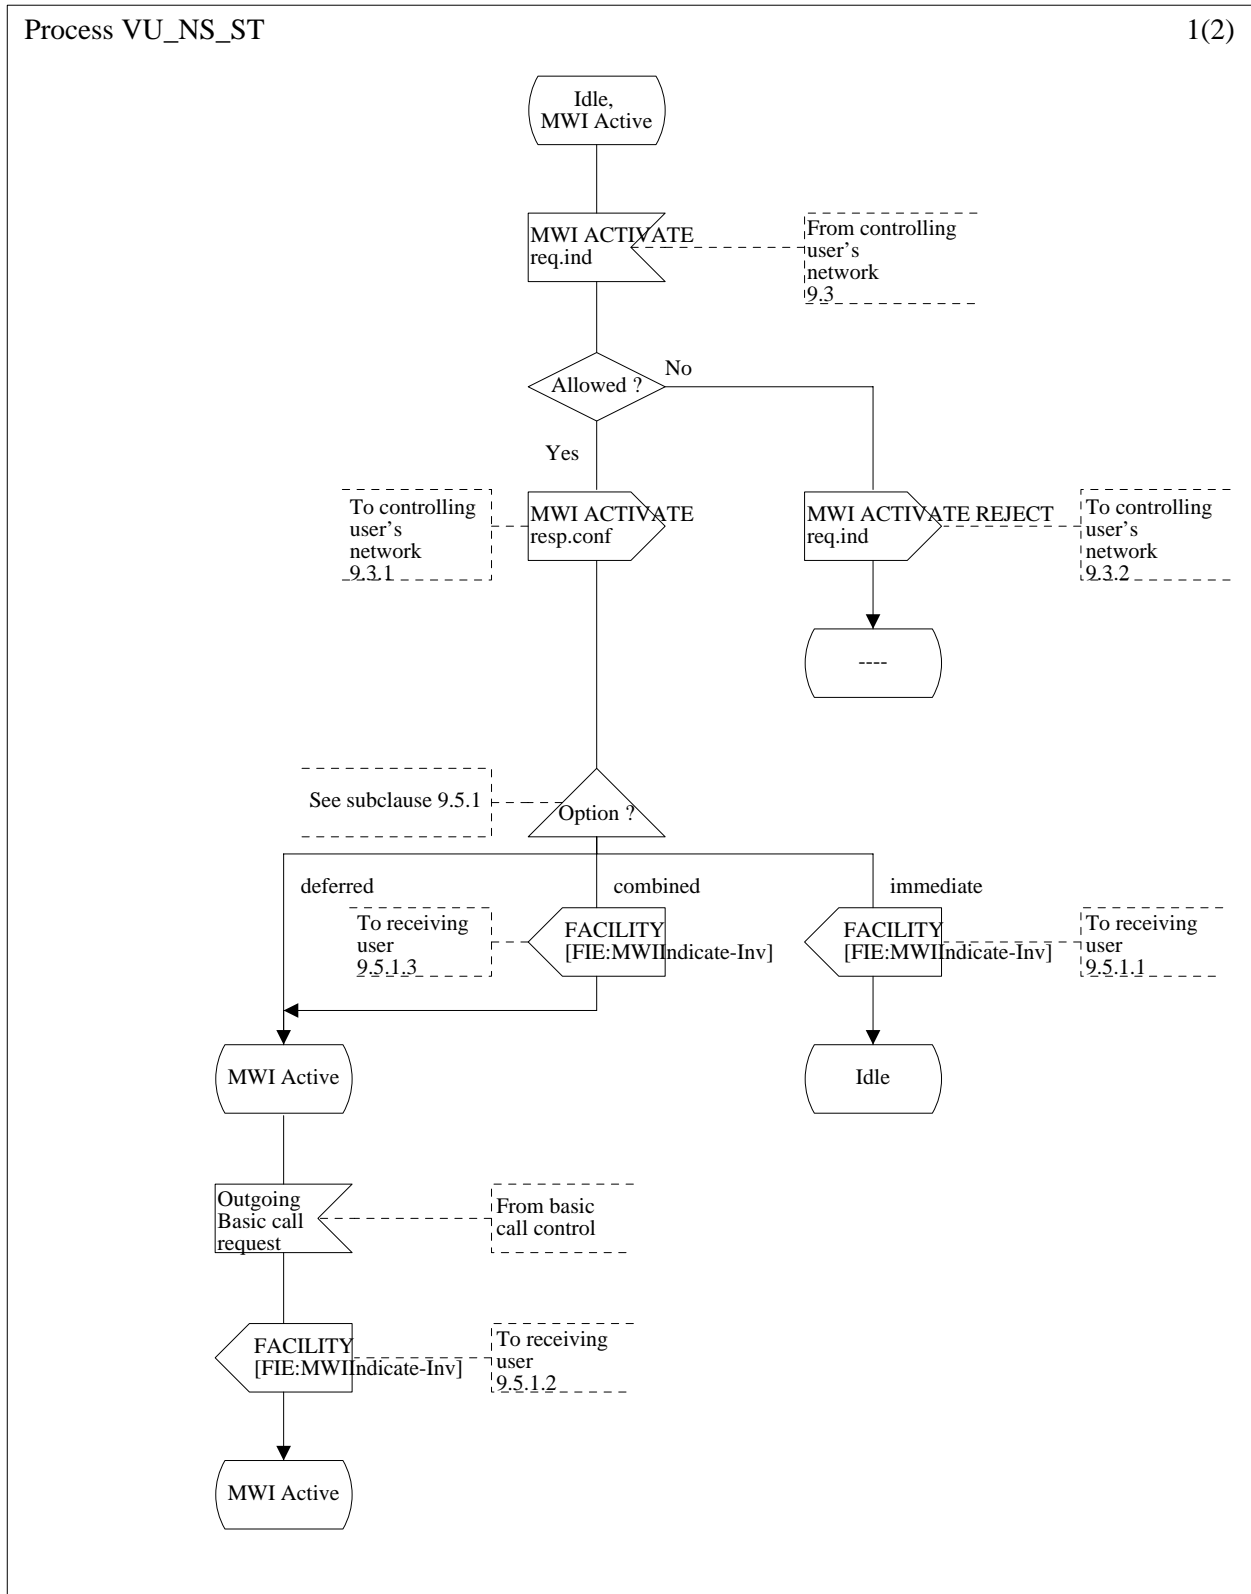 Process VU_NS_ST
1(2)
Idle,
MWI Active
MWI ACTIVATE
req.ind
From controlling
user's
network
9.3
Allowed ?
No
Yes
To controlling
user's
network
9.3.1
MWI ACTIVATE
resp.conf
MWI ACTIVATE REJECT
req.ind
To controlling
user's
network
9.3.2
----
See subclause 9.5.1
Option ?
deferred
combined
immediate
To receiving
user
9.5.1.3
FACILITY
[FIE:MWIIndicate-Inv]
FACILITY
[FIE:MWIIndicate-Inv]
To receiving
user
9.5.1.1
MWI Active
Idle
Outgoing
Basic call
request
From basic
call control
FACILITY
[FIE:MWIIndicate-Inv]
To receiving
user
9.5.1.2
MWI Active